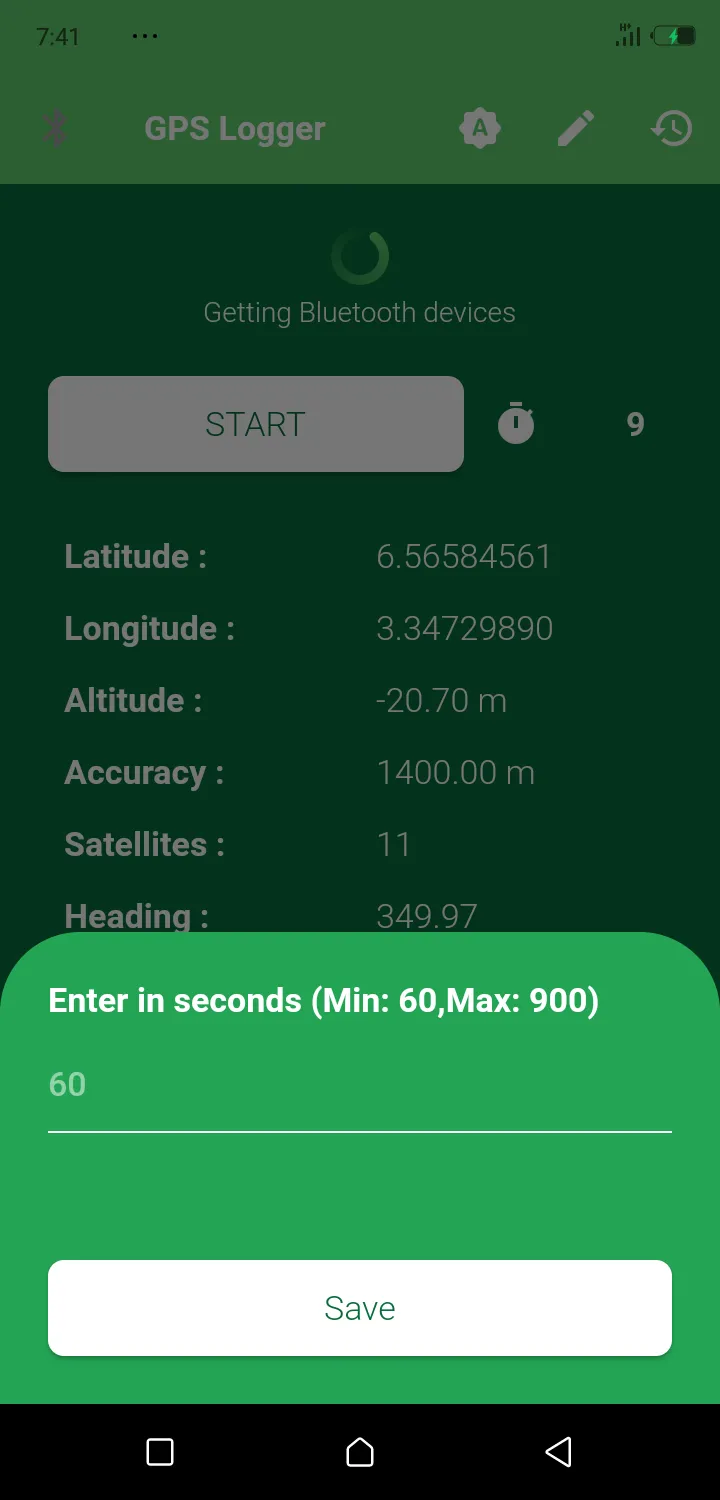 7:41 ... H+
GPS Logger A
Getting Bluetooth devices
START 9
Latitude : 6.56584561
Longitude : 3.34729890
Altitude : -20.70 m
Accuracy : 1400.00 m
Satellites : 11
Heading : 349.97
Enter in seconds (Min: 60,Max: 900)
60
Save